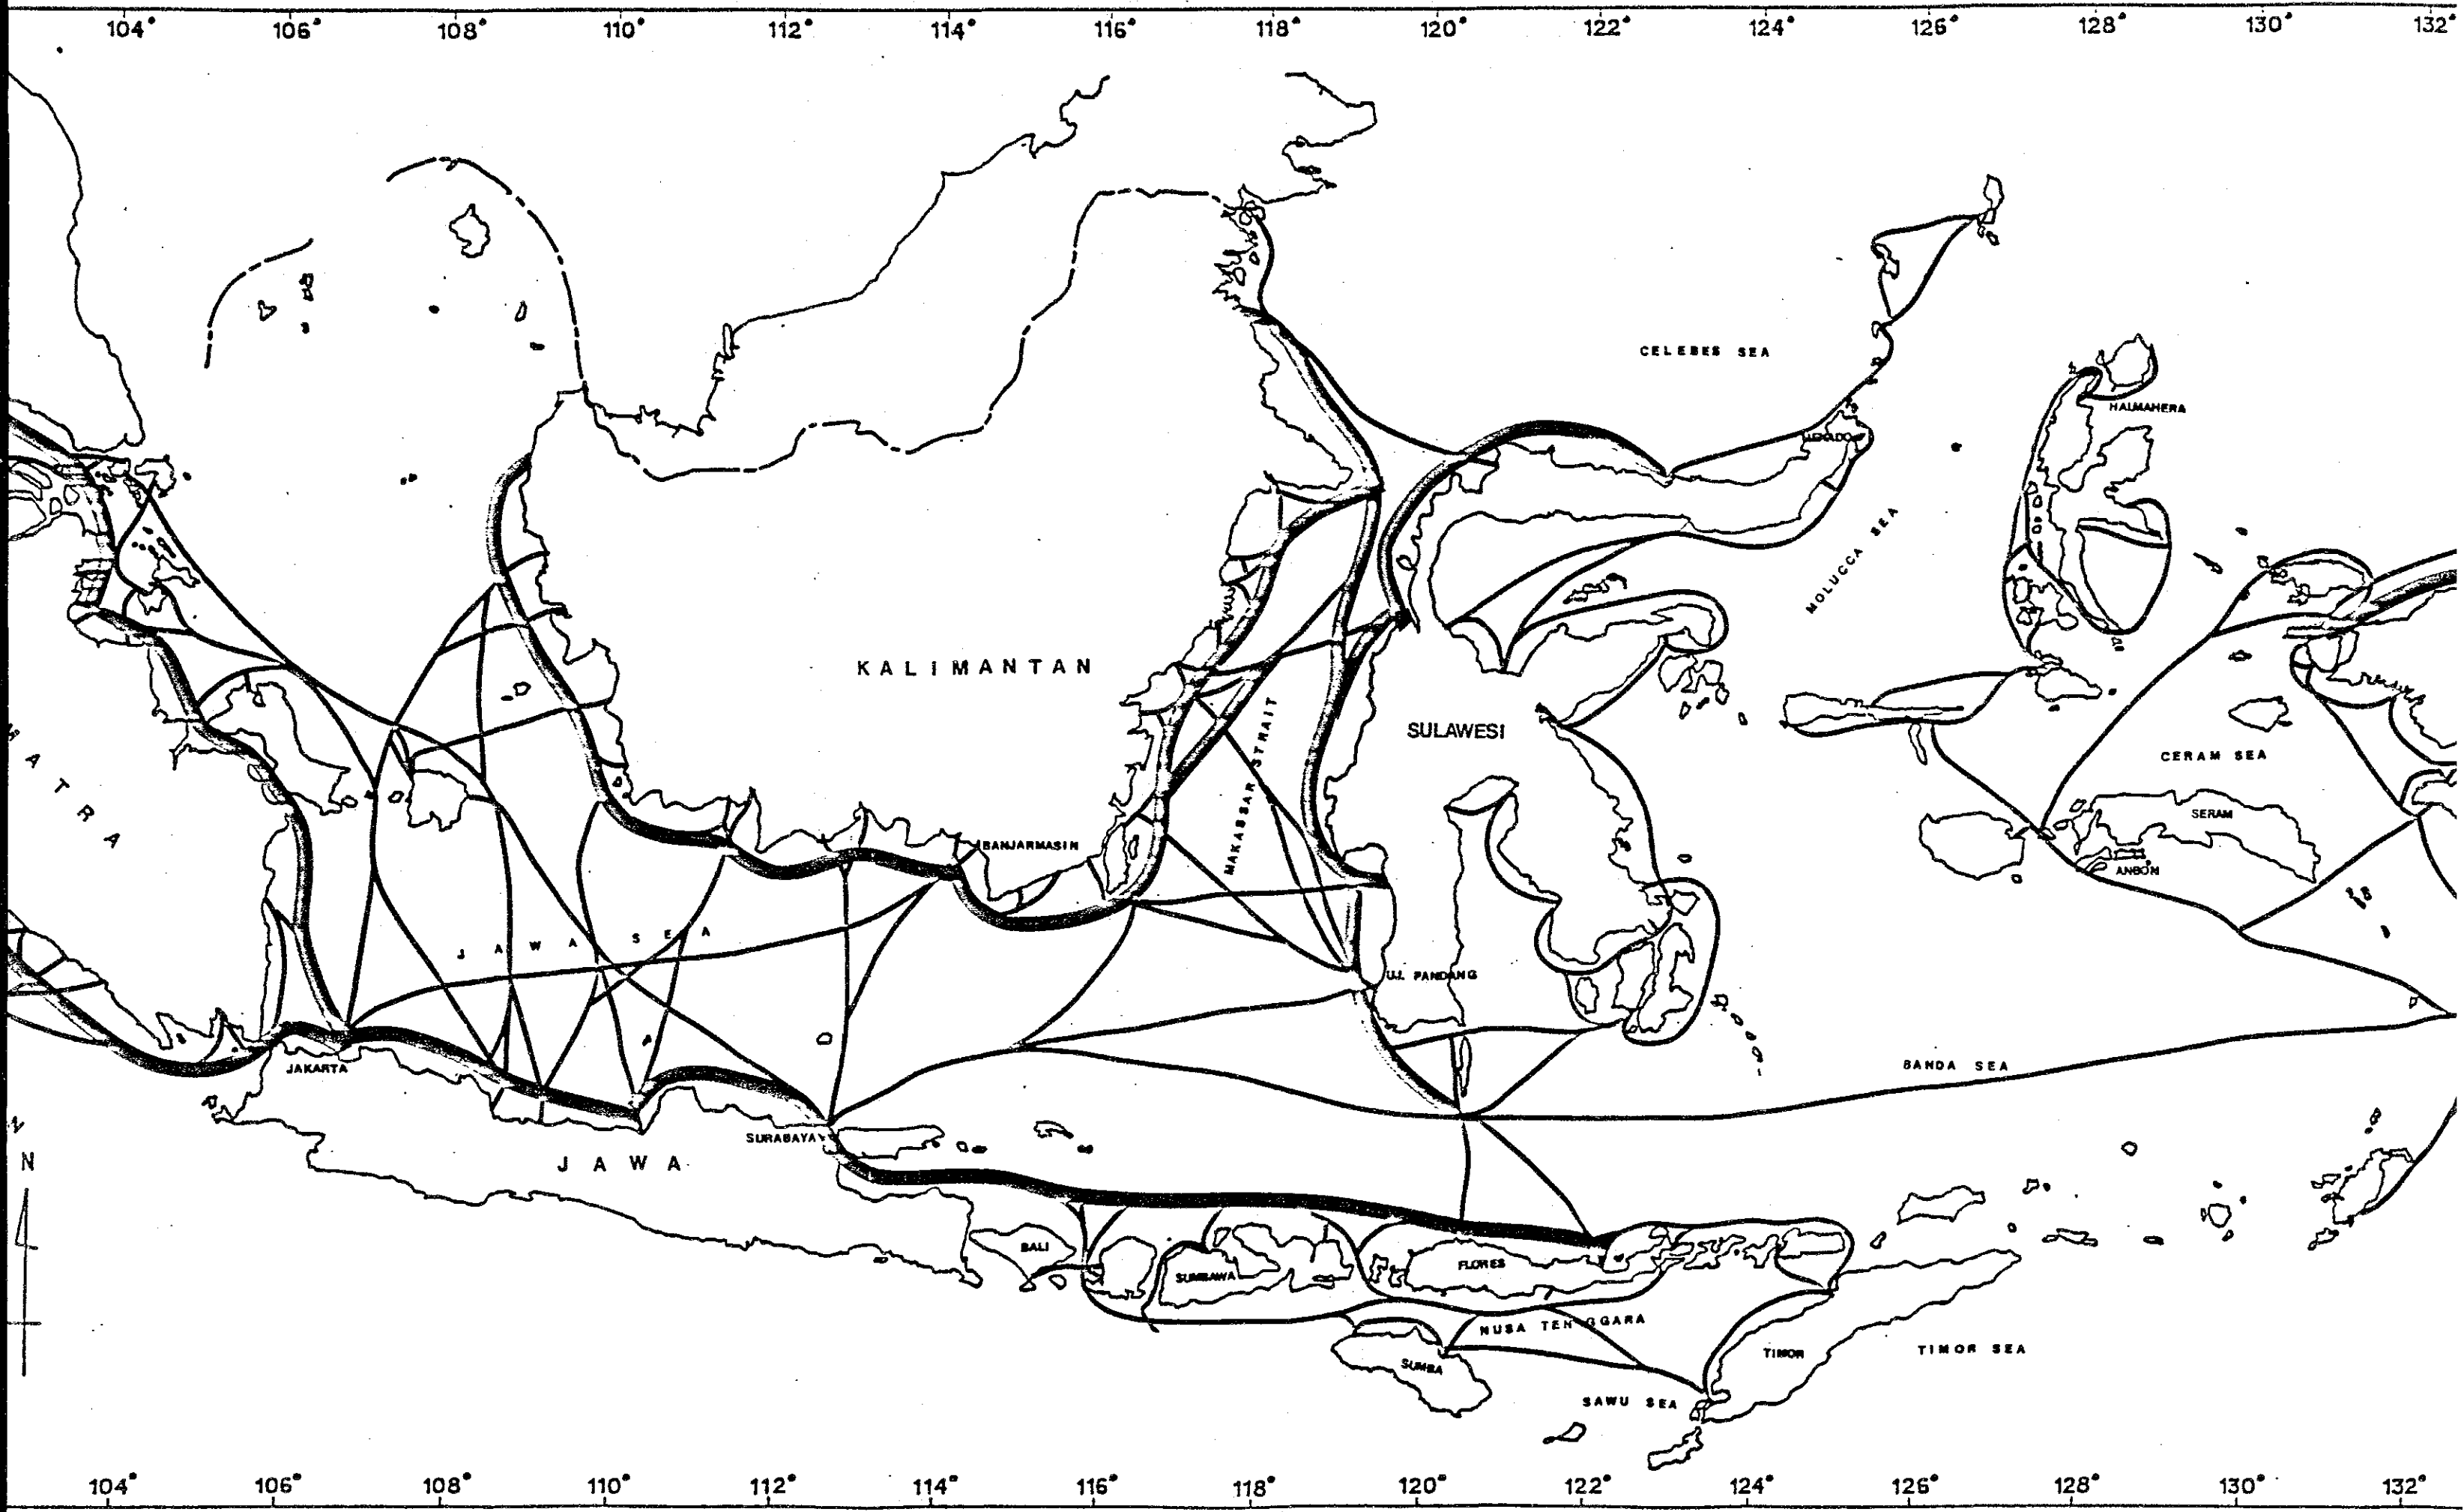 104° 106° 108° 110° 112° 114° 116° 118° 120° 122° 124° 126° 128° 130° 132°
CELEBES SEA
HALMAHERA
MOLUCCA SEA
KALIMANTAN
MAKASSAR STRAIT
SULAWESI
CERAM SEA
ATRA
SERAM
BANJARMASIN
AMBON
JAWA SEA
UJ. PANDANG
BANDA SEA
JAKARTA
SURABAYA
JAWA
N
BALI
SUMBAWA
FLORES
NUSA TENGGARA
TIMOR
TIMOR SEA
SUMBA
SAWU SEA
104° 106° 108° 110° 112° 114° 116° 118° 120° 122° 124° 126° 128° 130° 132°